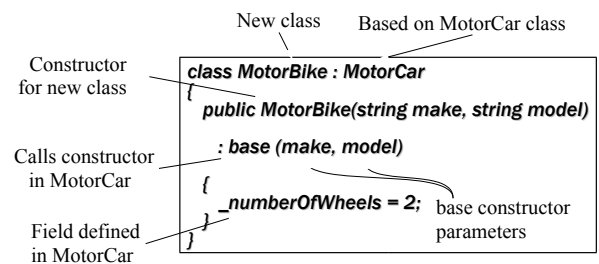 New class
Based on MotorCar class
Constructor
for new class
class MotorBike : MotorCar
{
public MotorBike(string make, string model)
: base (make, model)
Calls constructor
in MotorCar
{
_numberOfWheels = 2;
}
}
base constructor
parameters
Field defined
in MotorCar